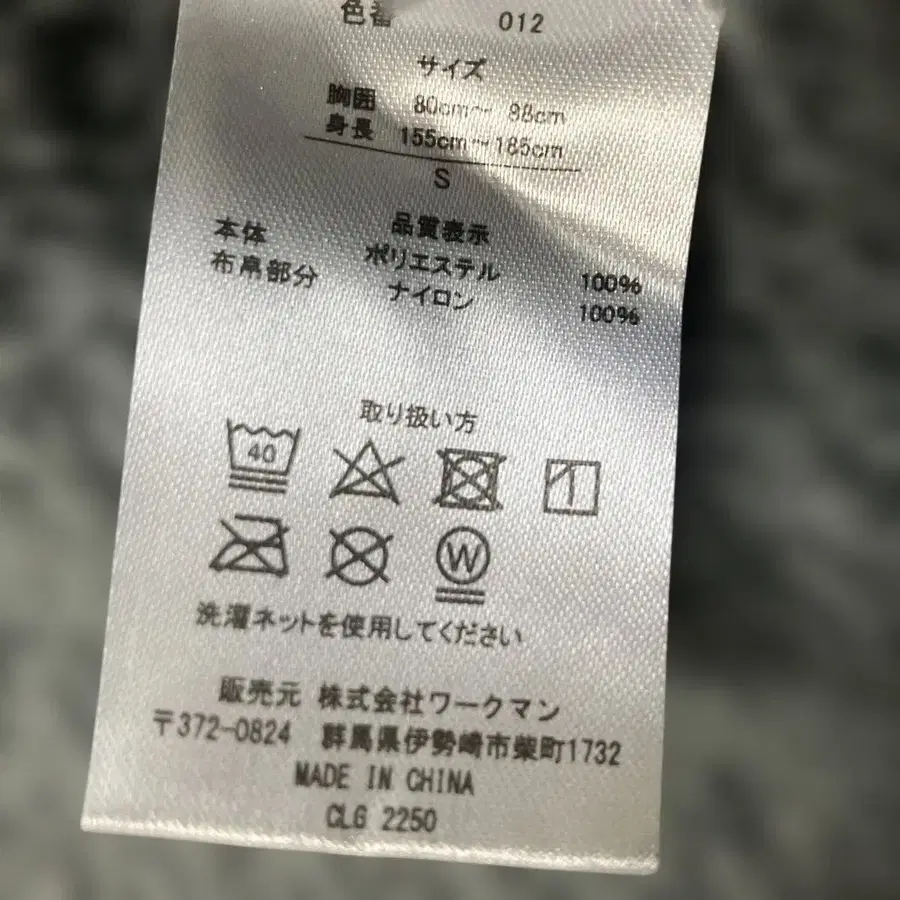 色番 012
サイズ
胸囲 80cm~ 88cm
身長 155cm~165cm
S
品質表示
本体 ポリエステル 100%
布帛部分 ナイロン 100%
取り扱い方
40
W
洗濯ネットを使用してください
販売元 株式会社ワークマン
〒372-0824 群馬県伊勢崎市柴町1732
MADE IN CHINA
CLG 2250